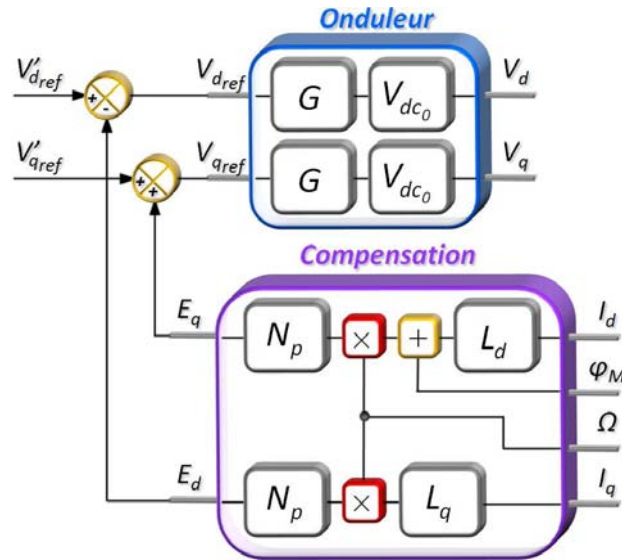 Onduleur
V'dref + - Vdref G Vdc0 Vd
V'qref + + Vqref G Vdc0 Vq
Compensation
Eq Np × + Ld Id
φM
Ω
Ed Np × Lq Iq